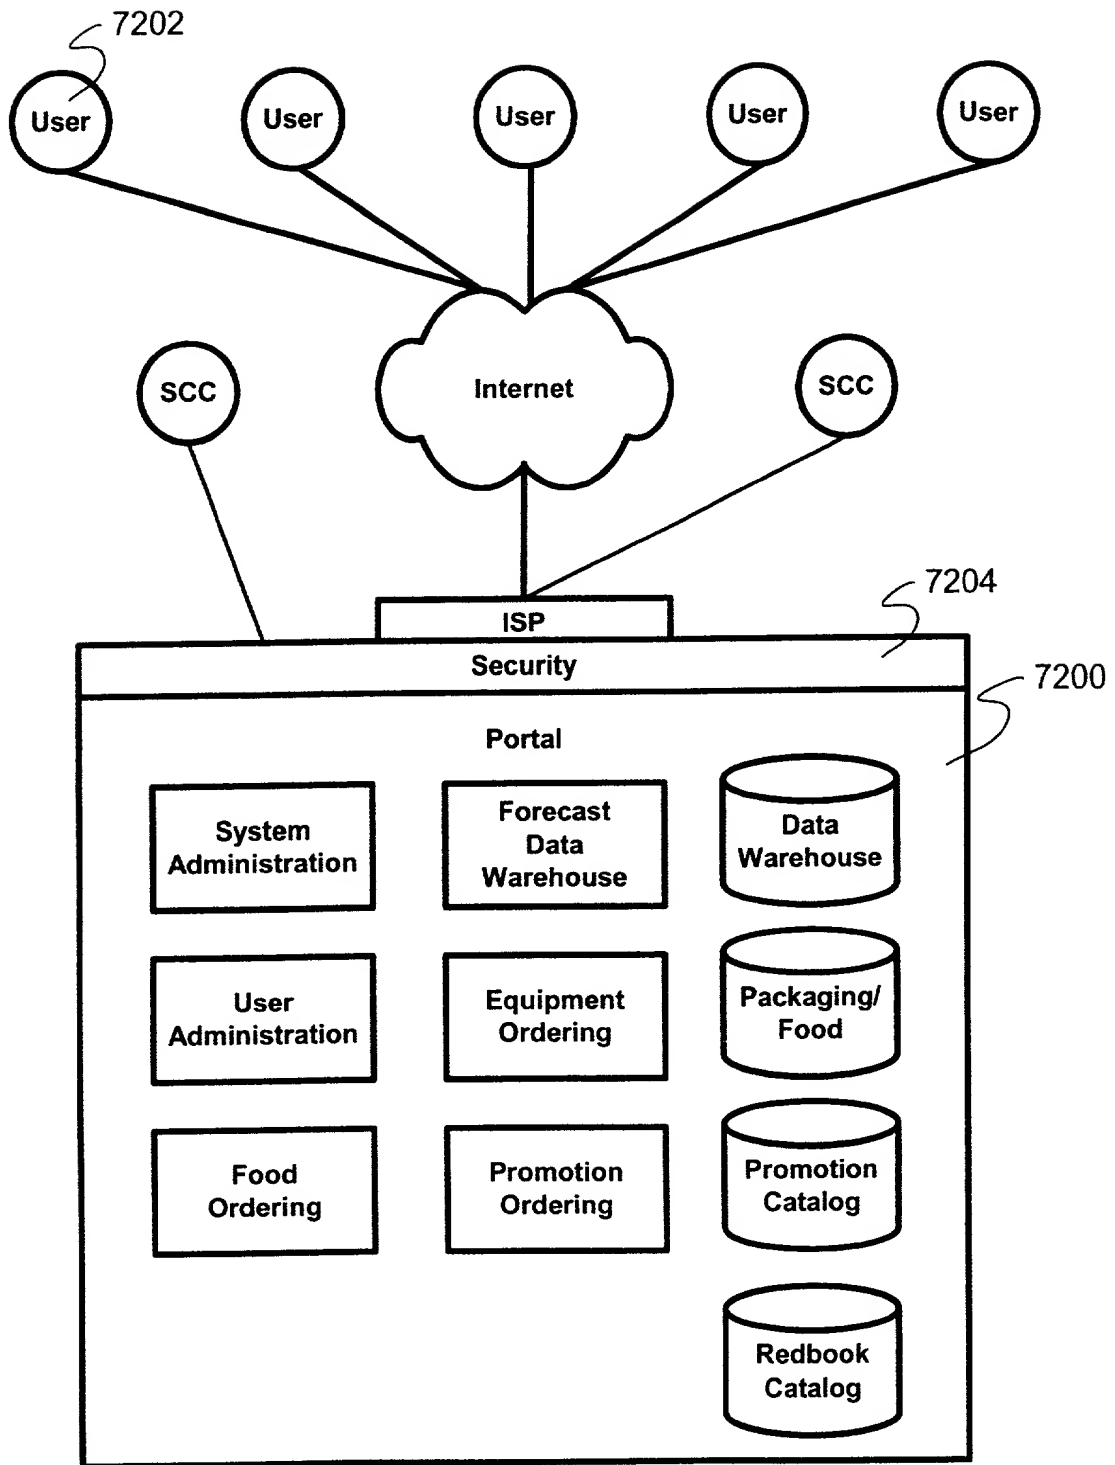 7202
User
User
User
User
User
SCC
Internet
SCC
7204
ISP
Security
7200
Portal
System
Administration
Forecast
Data
Warehouse
Data
Warehouse
User
Administration
Equipment
Ordering
Packaging/
Food
Food
Ordering
Promotion
Ordering
Promotion
Catalog
Redbook
Catalog